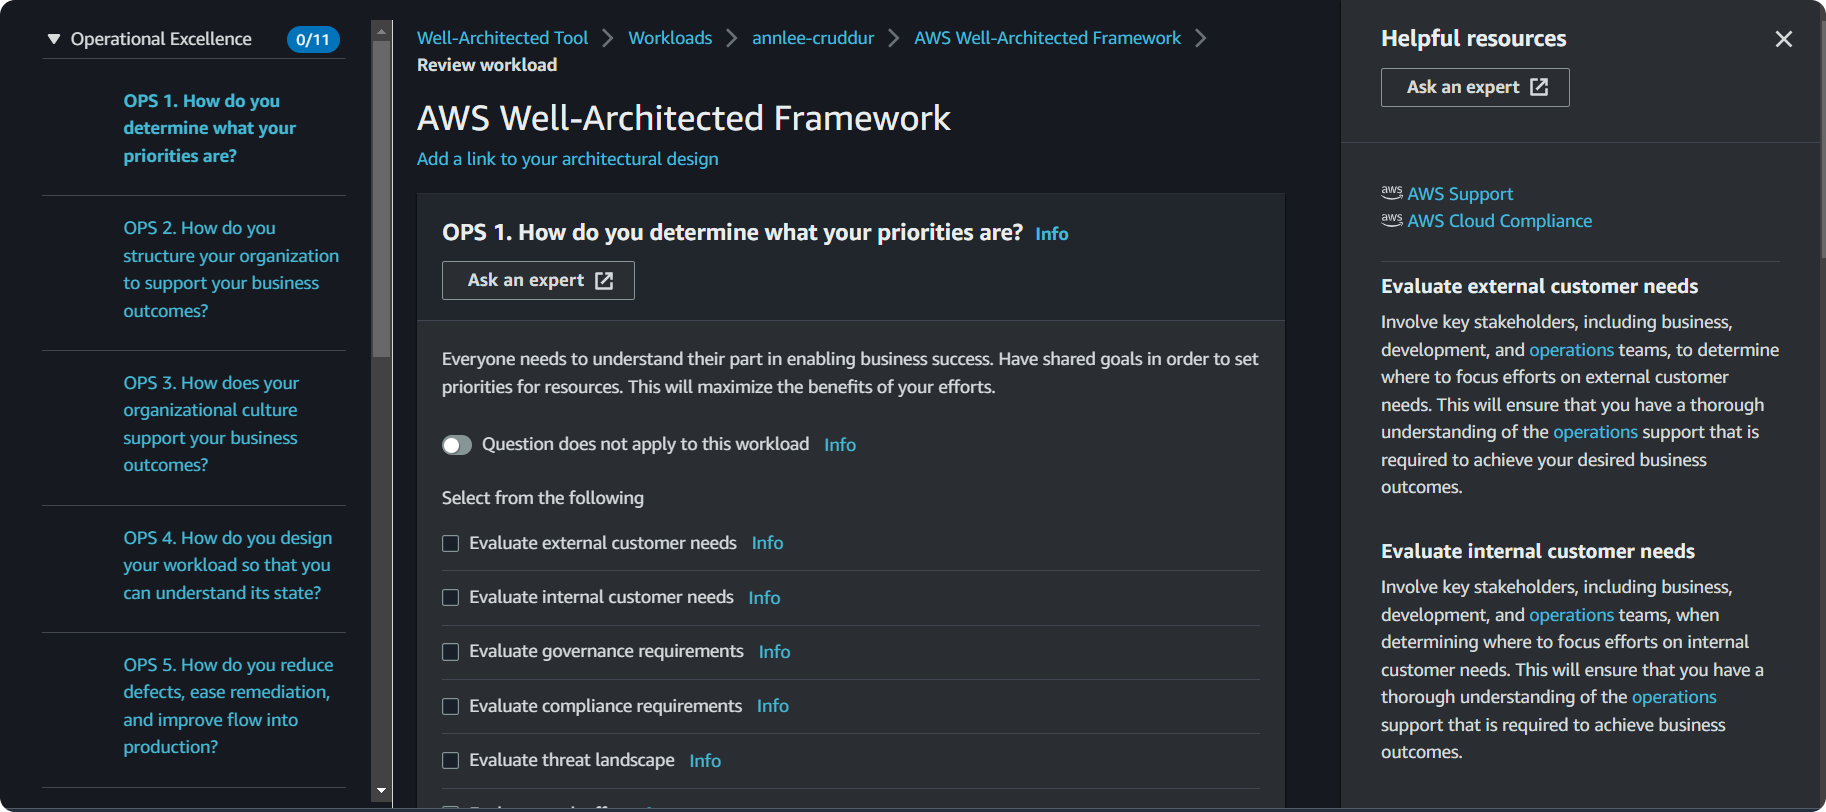 Operational Excellence 0/11
OPS 1. How do you
determine what your
priorities are?
OPS 2. How do you
structure your organization
to support your business
outcomes?
OPS 3. How does your
organizational culture
support your business
outcomes?
OPS 4. How do you design
your workload so that you
can understand its state?
OPS 5. How do you reduce
defects, ease remediation,
and improve flow into
production?
Well-Architected Tool > Workloads > annlee-cruddur > AWS Well-Architected Framework >
Review workload
AWS Well-Architected Framework
Add a link to your architectural design
OPS 1. How do you determine what your priorities are? Info
Ask an expert
Everyone needs to understand their part in enabling business success. Have shared goals in order to set
priorities for resources. This will maximize the benefits of your efforts.
Question does not apply to this workload Info
Select from the following
Evaluate external customer needs Info
Evaluate internal customer needs Info
Evaluate governance requirements Info
Evaluate compliance requirements Info
Evaluate threat landscape Info
Helpful resources
Ask an expert
aws AWS Support
aws AWS Cloud Compliance
Evaluate external customer needs
Involve key stakeholders, including business,
development, and operations teams, to determine
where to focus efforts on external customer
needs. This will ensure that you have a thorough
understanding of the operations support that is
required to achieve your desired business
outcomes.
Evaluate internal customer needs
Involve key stakeholders, including business,
development, and operations teams, when
determining where to focus efforts on internal
customer needs. This will ensure that you have a
thorough understanding of the operations
support that is required to achieve business
outcomes.